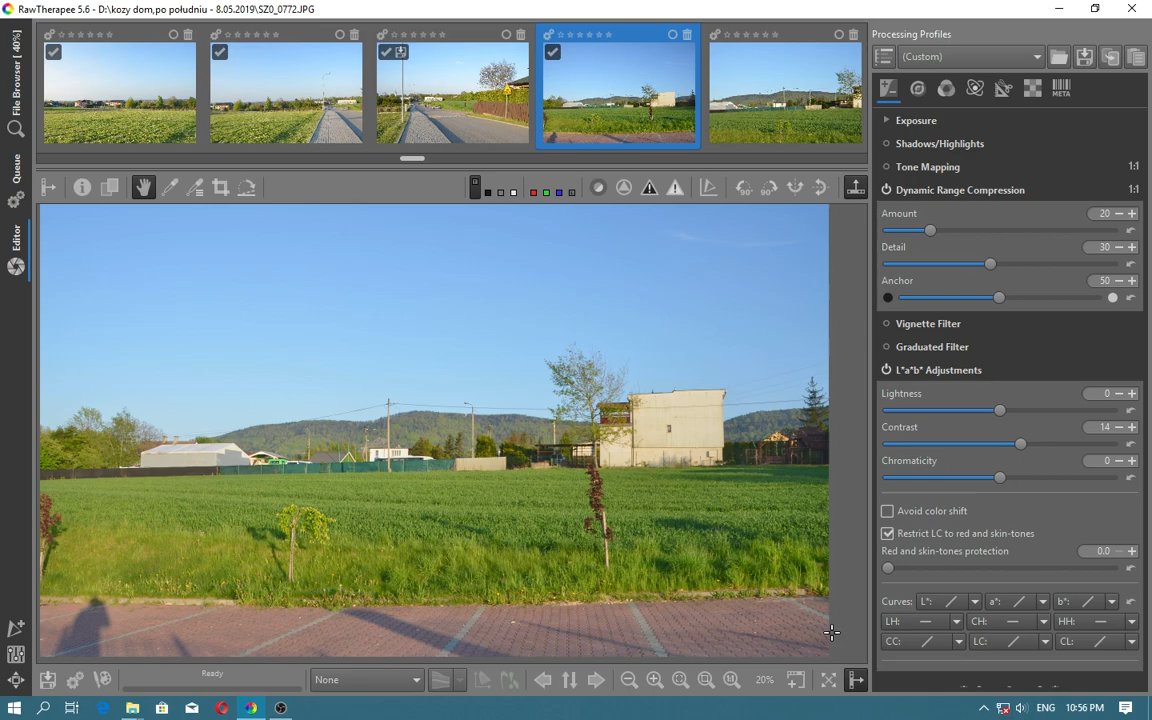 RawTherapee 5.6 - D:\kozy dom,po południu - 8.05.2019\SZ0_0772.JPG
File Browser [ 40%]
Queue
Editor
Processing Profiles
(Custom)
META
Exposure
Shadows/Highlights
Tone Mapping 1:1
Dynamic Range Compression 1:1
Amount 20
Detail 30
Anchor 50
Vignette Filter
Graduated Filter
L*a*b* Adjustments
Lightness 0
Contrast 14
Chromaticity 0
Avoid color shift
Restrict LC to red and skin-tones
Red and skin-tones protection 0.0
Curves: L*: a*: b*:
LH: CH: HH:
CC: LC: CL:
90° 90°
Ready
None
20%
ENG 10:56 PM